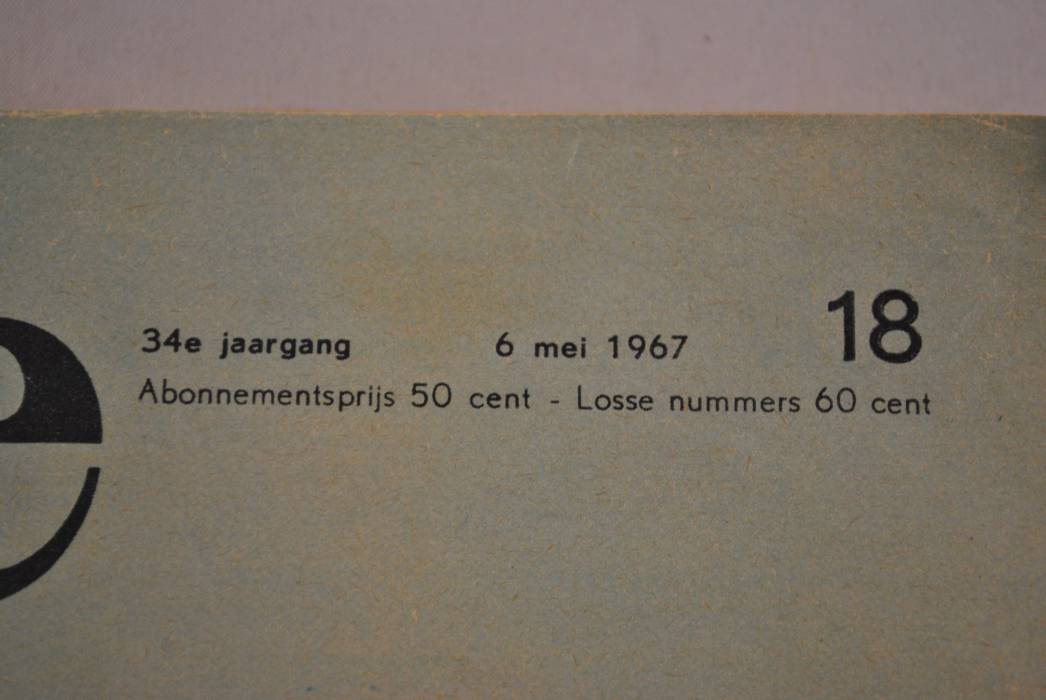 e
34e jaargang 6 mei 1967 18
Abonnementsprijs 50 cent - Losse nummers 60 cent